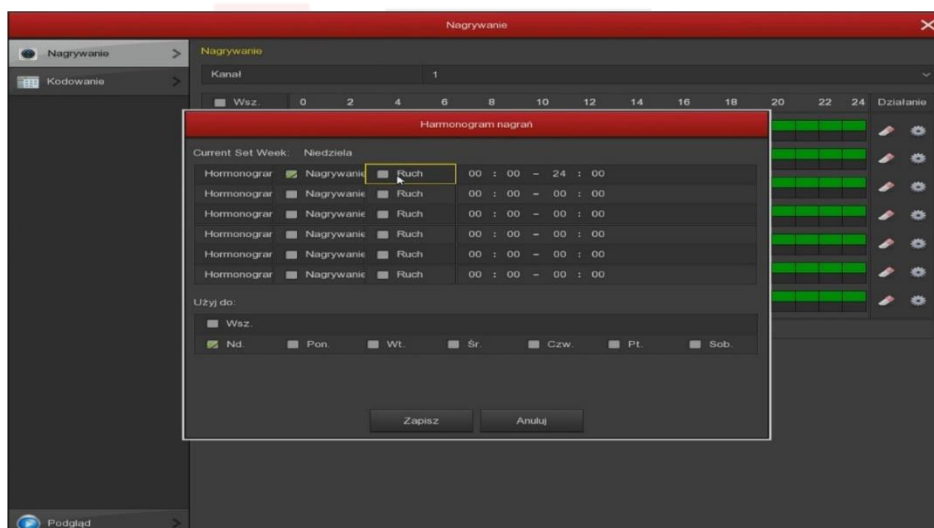 Nagrywanie
Nagrywanie
Kodowanie
Nagrywanie
Kanał 1
Wsz. 0 2 4 6 8 10 12 14 16 18 20 22 24 Działanie
Harmonogram nagrań
Current Set Week: Niedziela
Hormonograr Nagrywanie Ruch 00 : 00 - 24 : 00
Hormonograr Nagrywanie Ruch 00 : 00 - 00 : 00
Hormonograr Nagrywanie Ruch 00 : 00 - 00 : 00
Hormonograr Nagrywanie Ruch 00 : 00 - 00 : 00
Hormonograr Nagrywanie Ruch 00 : 00 - 00 : 00
Hormonograr Nagrywanie Ruch 00 : 00 - 00 : 00
Użyj do:
Wsz.
Nd. Pon. Wt. Śr. Czw. Pt. Sob.
Zapisz Anuluj
Podgląd